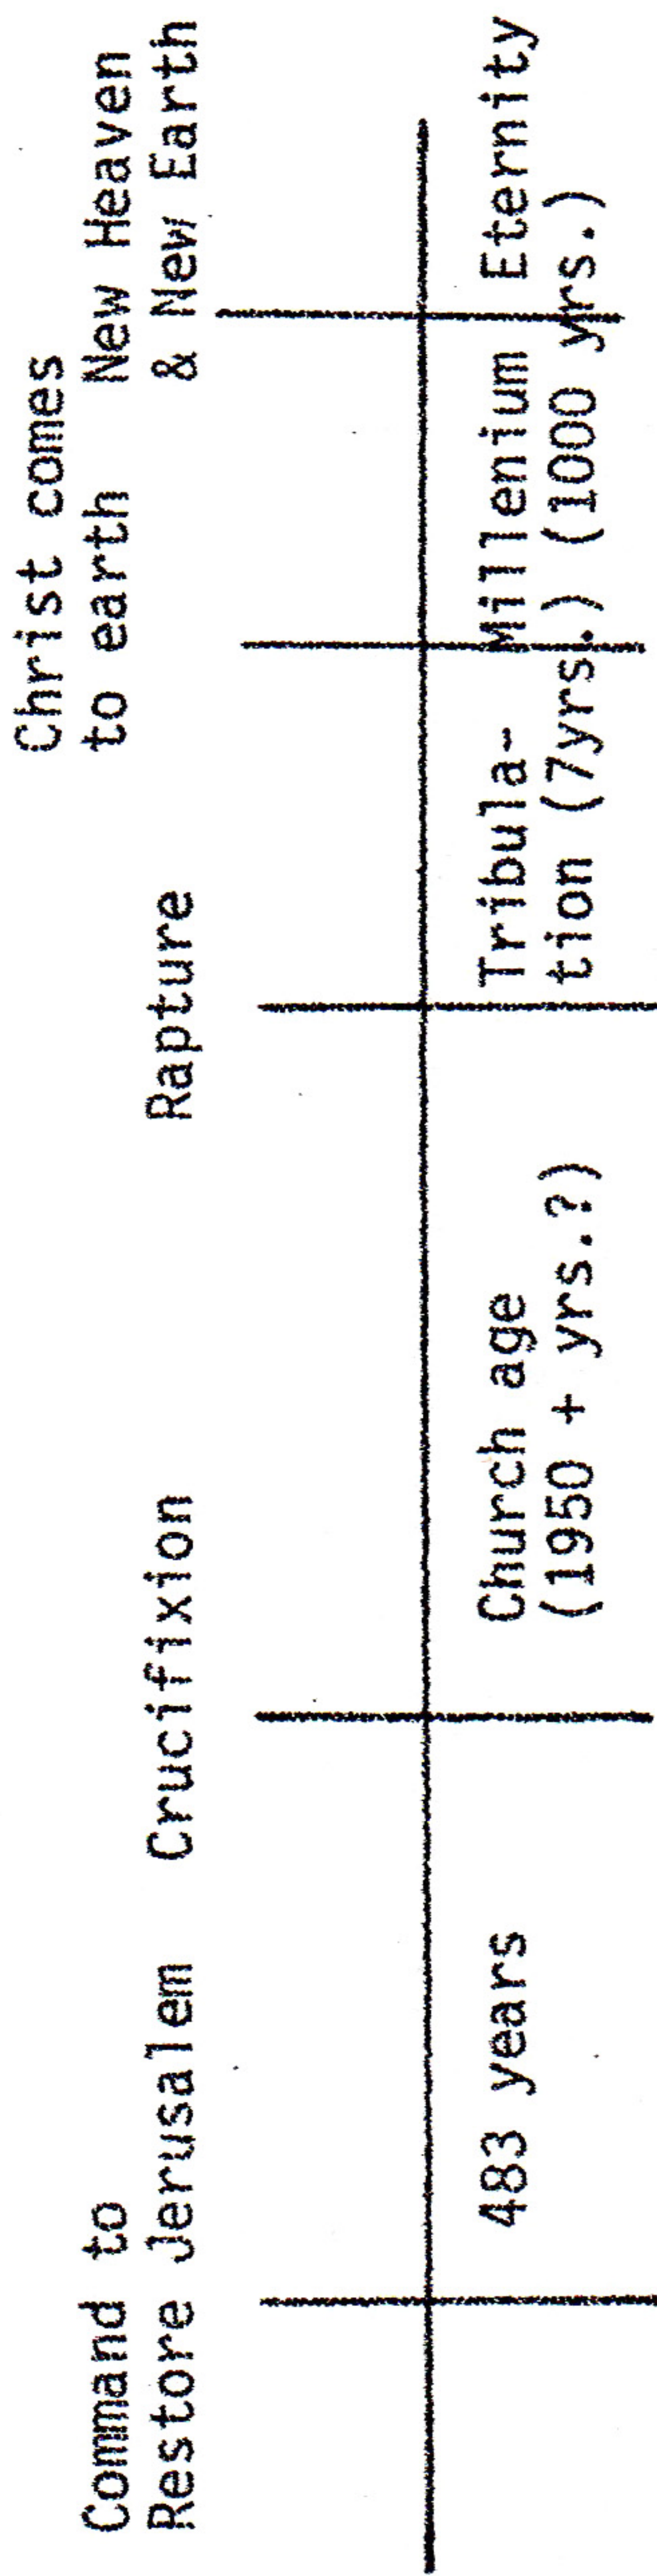 Command to
Restore Jerusalem
Crucifixion
Rapture
Christ comes
to earth
New Heaven
& New Earth
483 years
Church age
(1950 + yrs.?)
Tribula-
tion (7yrs.)
Millenium
(1000 yrs.)
Eternity